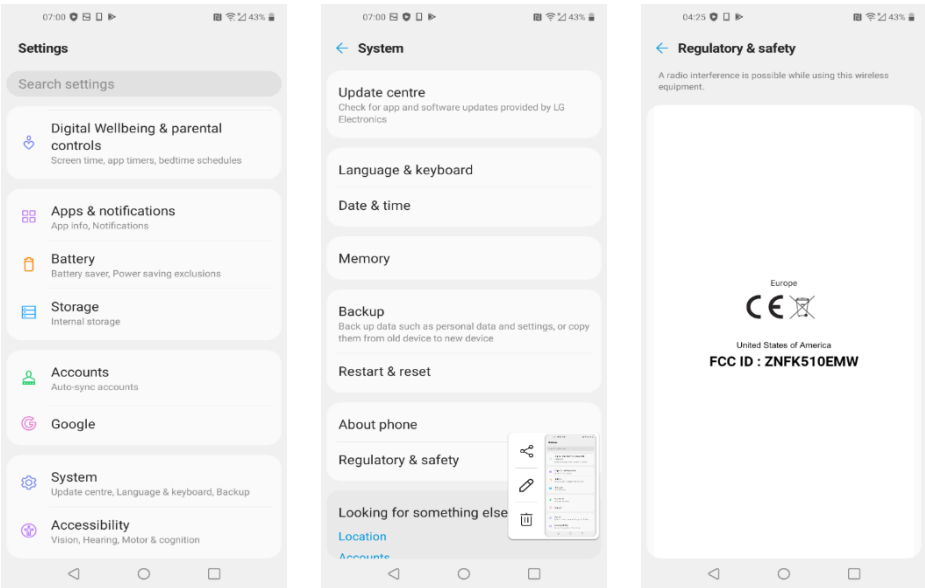 07:00 43%
Settings
Search settings
Digital Wellbeing & parental
controls
Screen time, app timers, bedtime schedules
Apps & notifications
App info, Notifications
Battery
Battery saver, Power saving exclusions
Storage
Internal storage
Accounts
Auto-sync accounts
Google
System
Update centre, Language & keyboard, Backup
Accessibility
Vision, Hearing, Motor & cognition
07:00 43%
System
Update centre
Check for app and software updates provided by LG
Electronics
Language & keyboard
Date & time
Memory
Backup
Back up data such as personal data and settings, or copy
them from old device to new device
Restart & reset
About phone
Regulatory & safety
Looking for something else
Location
Accounts
04:25 43%
Regulatory & safety
A radio interference is possible while using this wireless
equipment.
Europe
CE
United States of America
FCC ID : ZNFK510EMW